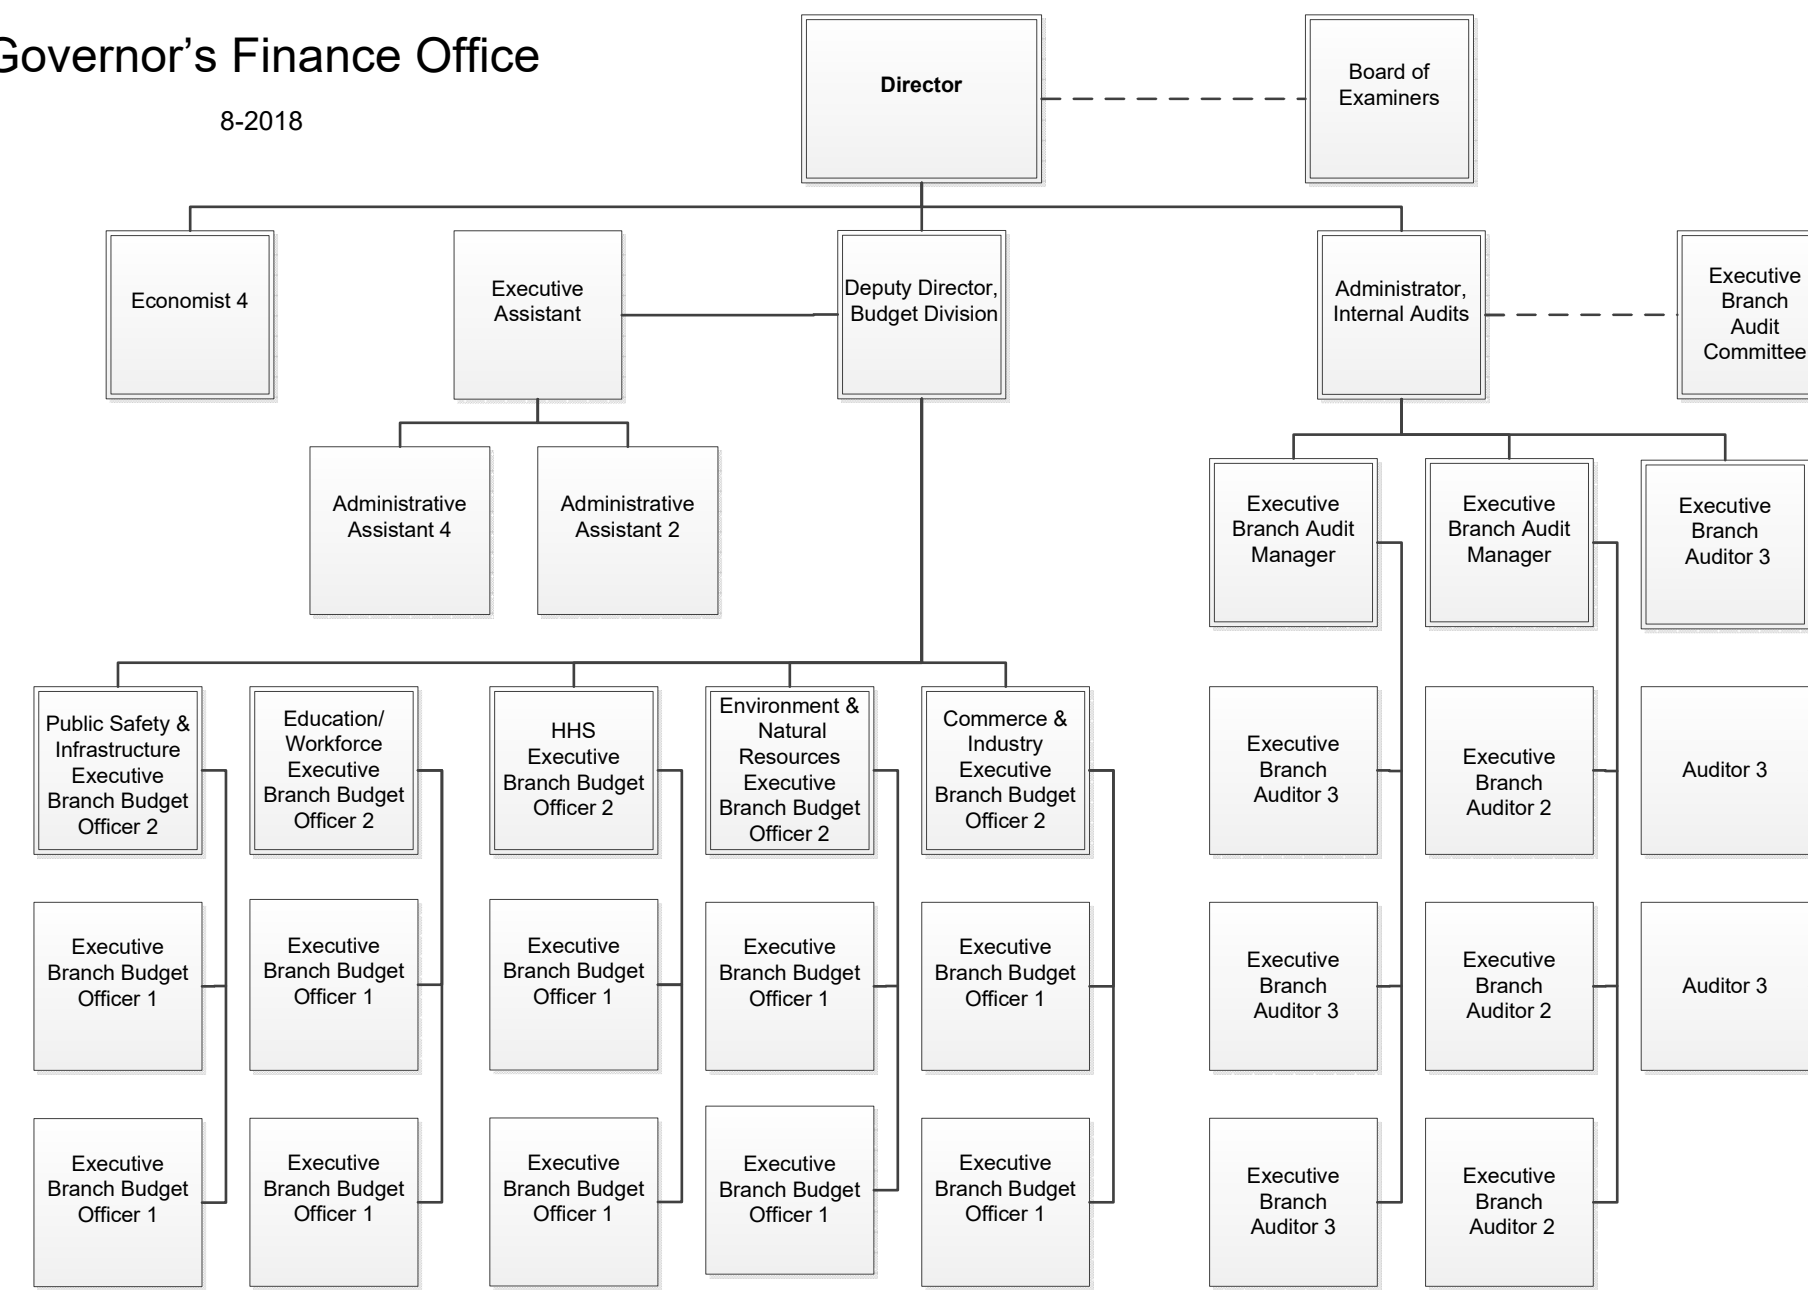 Governor’s Finance Office
8-2018
Director
Board of
Examiners
Economist 4
Executive
Assistant
Deputy Director,
Budget Division
Administrator,
Internal Audits
Executive
Branch
Audit
Committee
Administrative
Assistant 4
Administrative
Assistant 2
Executive
Branch Audit
Manager
Executive
Branch Audit
Manager
Executive
Branch
Auditor 3
Public Safety &
Infrastructure
Executive
Branch Budget
Officer 2
Education/
Workforce
Executive
Branch Budget
Officer 2
HHS
Executive
Branch Budget
Officer 2
Environment &
Natural
Resources
Executive
Branch Budget
Officer 2
Commerce &
Industry
Executive
Branch Budget
Officer 2
Executive
Branch
Auditor 3
Executive
Branch
Auditor 2
Auditor 3
Executive
Branch Budget
Officer 1
Executive
Branch Budget
Officer 1
Executive
Branch Budget
Officer 1
Executive
Branch Budget
Officer 1
Executive
Branch Budget
Officer 1
Executive
Branch
Auditor 3
Executive
Branch
Auditor 2
Auditor 3
Executive
Branch Budget
Officer 1
Executive
Branch Budget
Officer 1
Executive
Branch Budget
Officer 1
Executive
Branch Budget
Officer 1
Executive
Branch Budget
Officer 1
Executive
Branch
Auditor 3
Executive
Branch
Auditor 2